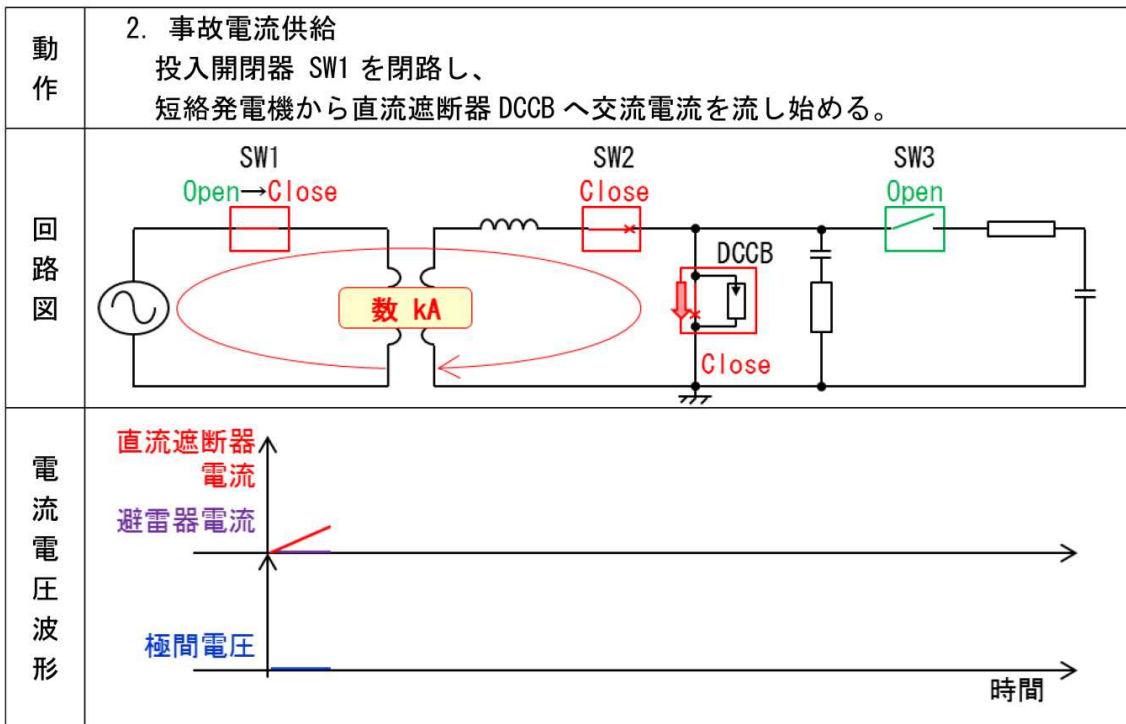 動作
2. 事故電流供給
投入開閉器 SW1 を閉路し、
短絡発電機から直流遮断器 DCCB へ交流電流を流し始める。
回路図
SW1
Open→Close
SW2
Close
SW3
Open
DCCB
数 kA
Close
電流電圧波形
直流遮断器
電流
避雷器電流
極間電圧
時間